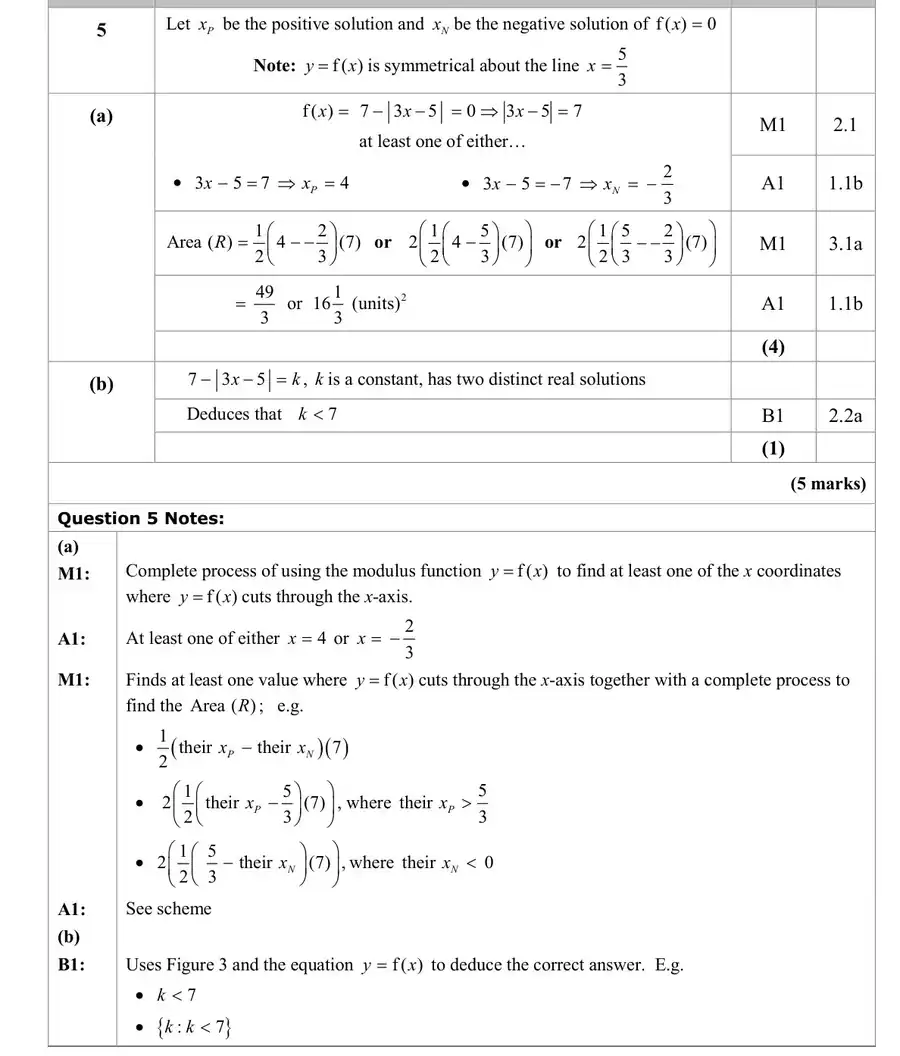 5
Let x_P be the positive solution and x_N be the negative solution of f(x) = 0
Note: y = f(x) is symmetrical about the line x = 5/3
(a)
f(x) = 7 − |3x − 5| = 0 ⇒ |3x − 5| = 7
at least one of either…
M1 2.1
• 3x − 5 = 7 ⇒ x_P = 4 • 3x − 5 = −7 ⇒ x_N = −2/3
A1 1.1b
Area (R) = 1/2(4 − −2/3)(7) or 2(1/2(4 − 5/3)(7)) or 2(1/2(5/3 − −2/3)(7))
M1 3.1a
= 49/3 or 16 1/3 (units)²
A1 1.1b
(4)
(b)
7 − |3x − 5| = k, k is a constant, has two distinct real solutions
Deduces that k < 7
B1 2.2a
(1)
(5 marks)
Question 5 Notes:
(a)
M1: Complete process of using the modulus function y = f(x) to find at least one of the x coordinates
where y = f(x) cuts through the x-axis.
A1: At least one of either x = 4 or x = −2/3
M1: Finds at least one value where y = f(x) cuts through the x-axis together with a complete process to
find the Area (R); e.g.
• 1/2(their x_P − their x_N)(7)
• 2(1/2(their x_P − 5/3)(7)), where their x_P > 5/3
• 2(1/2(5/3 − their x_N)(7)), where their x_N < 0
A1: See scheme
(b)
B1: Uses Figure 3 and the equation y = f(x) to deduce the correct answer. E.g.
• k < 7
• {k : k < 7}